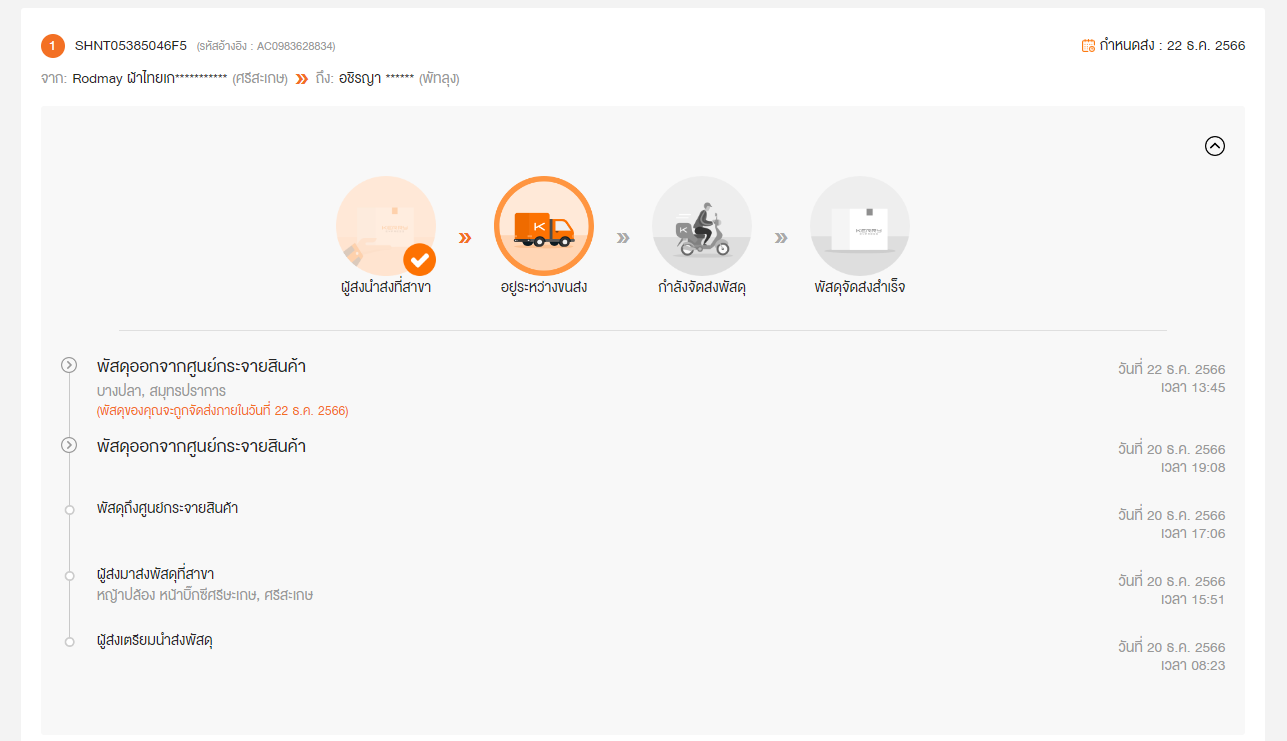 1 SHNT05385046F5 (รหัสอ้างอิง : AC0983628834)
กำหนดส่ง : 22 ธ.ค. 2566
จาก: Rodmay ผ้าไทยเก*********** (ศรีสะเกษ) » ถึง: อชิรญา ****** (พัทลุง)
ผู้ส่งนำส่งที่สาขา
อยู่ระหว่างขนส่ง
กำลังจัดส่งพัสดุ
พัสดุจัดส่งสำเร็จ
พัสดุออกจากศูนย์กระจายสินค้า
วันที่ 22 ธ.ค. 2566
เวลา 13:45
บางปลา, สมุทรปราการ
(พัสดุของคุณจะถูกจัดส่งภายในวันที่ 22 ธ.ค. 2566)
พัสดุออกจากศูนย์กระจายสินค้า
วันที่ 20 ธ.ค. 2566
เวลา 19:08
พัสดุถึงศูนย์กระจายสินค้า
วันที่ 20 ธ.ค. 2566
เวลา 17:06
ผู้ส่งมาส่งพัสดุที่สาขา
วันที่ 20 ธ.ค. 2566
หญ้าปล้อง หน้าบิ๊กซีศรีษะเกษ, ศรีสะเกษ
เวลา 15:51
ผู้ส่งเตรียมนำส่งพัสดุ
วันที่ 20 ธ.ค. 2566
เวลา 08:23